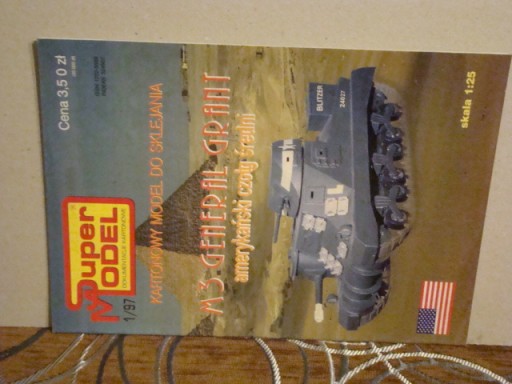 Super
MODEL
1/97
Cena 3,50 zł
KARTONOWY MODEL DO SKLEJANIA
M3 GENERAL GRANT
amerykański czołg średni
BLITZER
24027
skala 1:25